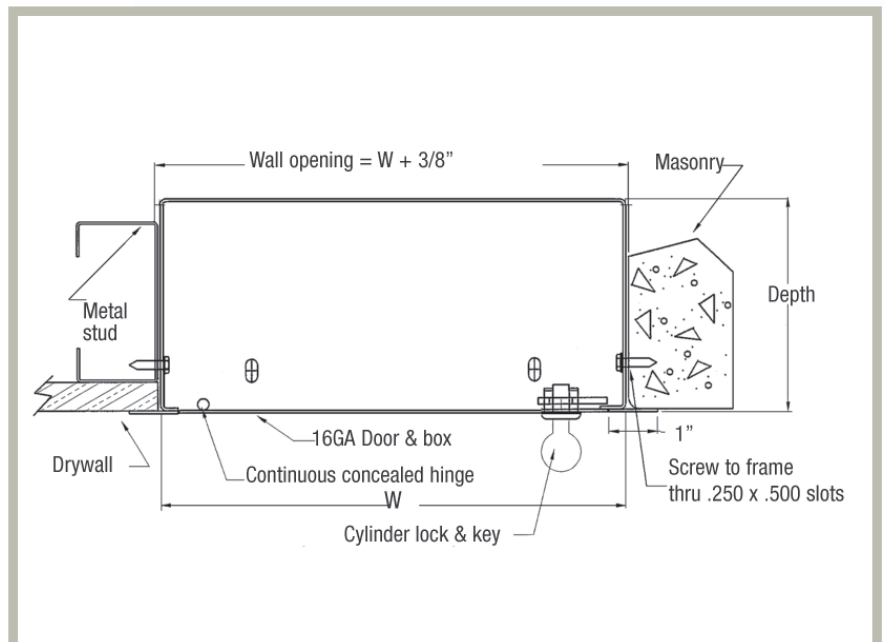 Wall opening = W + 3/8”
Masonry
Depth
Metal
stud
1”
16GA Door & box
Drywall
Continuous concealed hinge
Screw to frame
thru .250 x .500 slots
W
Cylinder lock & key